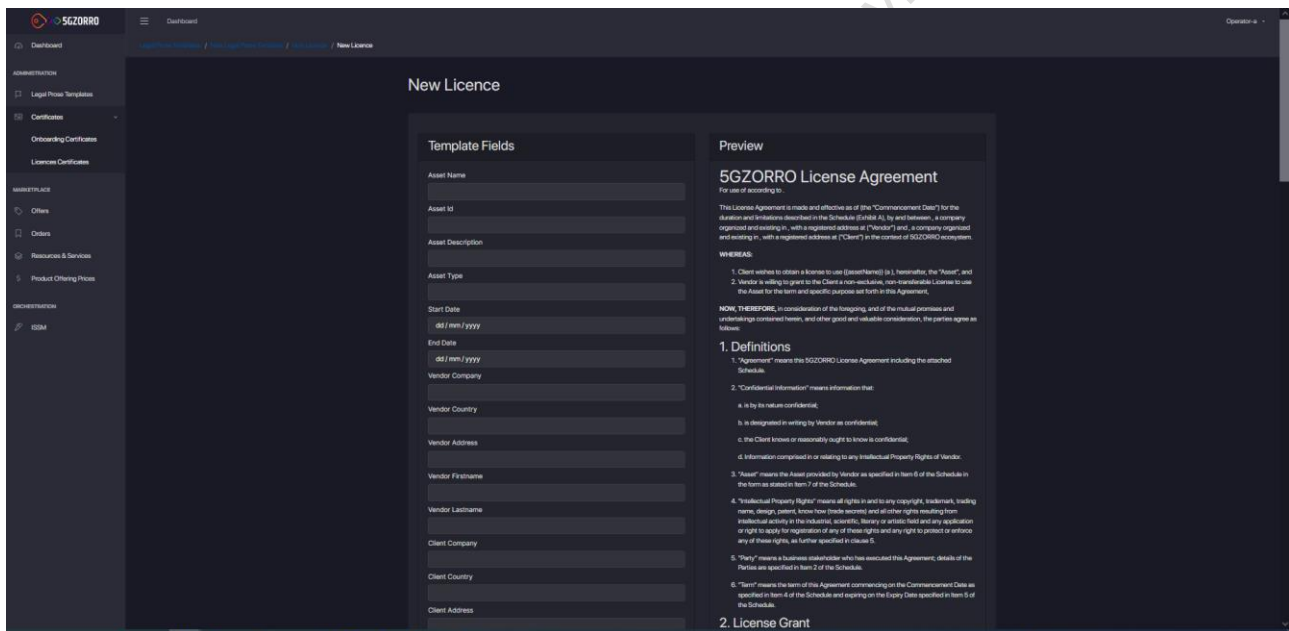 5GZORRO
Dashboard
Operator-a
Dashboard
/ / / New Licence
ADMINISTRATION
Legal Prose Templates
Certificates
Onboarding Certificates
Licences Certificates
MARKETPLACE
Offers
Orders
Resources & Services
Product Offering Prices
ORCHESTRATION
ISSM
New Licence
Template Fields
Asset Name
Asset Id
Asset Description
Asset Type
Start Date
dd / mm / yyyy
End Date
dd / mm / yyyy
Vendor Company
Vendor Country
Vendor Address
Vendor Firstname
Vendor Lastname
Client Company
Client Country
Client Address
Preview
5GZORRO License Agreement
For use of according to .
This License Agreement is made and effective as of (the "Commencement Date") for the
duration and limitations described in the Schedule (Exhibit A), by and between , a company
organized and existing in , with a registered address at ("Vendor") and , a company organized
and existing in , with a registered address at ("Client") in the context of 5GZORRO ecosystem.
WHEREAS:
1. Client wishes to obtain a license to use {{assetName}} (a ), hereinafter, the "Asset", and
2. Vendor is willing to grant to the Client a non-exclusive, non-transferable License to use
the Asset for the term and specific purpose set forth in this Agreement,
NOW, THEREFORE, in consideration of the foregoing, and of the mutual promises and
undertakings contained herein, and other good and valuable consideration, the parties agree as
follows:
1. Definitions
1. "Agreement" means this 5GZORRO License Agreement including the attached
Schedule.
2. "Confidential Information" means information that:
a. is by its nature confidential;
b. is designated in writing by Vendor as confidential;
c. the Client knows or reasonably ought to know is confidential;
d. Information comprised in or relating to any Intellectual Property Rights of Vendor.
3. "Asset" means the Asset provided by Vendor as specified in Item 6 of the Schedule in
the form as stated in Item 7 of the Schedule.
4. "Intellectual Property Rights" means all rights in and to any copyright, trademark, trading
name, design, patent, know how (trade secrets) and all other rights resulting from
intellectual activity in the industrial, scientific, literary or artistic field and any application
or right to apply for registration of any of these rights and any right to protect or enforce
any of these rights, as further specified in clause 5.
5. "Party" means a business stakeholder who has executed this Agreement; details of the
Parties are specified in Item 2 of the Schedule.
6. "Term" means the term of this Agreement commencing on the Commencement Date as
specified in Item 4 of the Schedule and expiring on the Expiry Date specified in Item 5 of
the Schedule.
2. License Grant